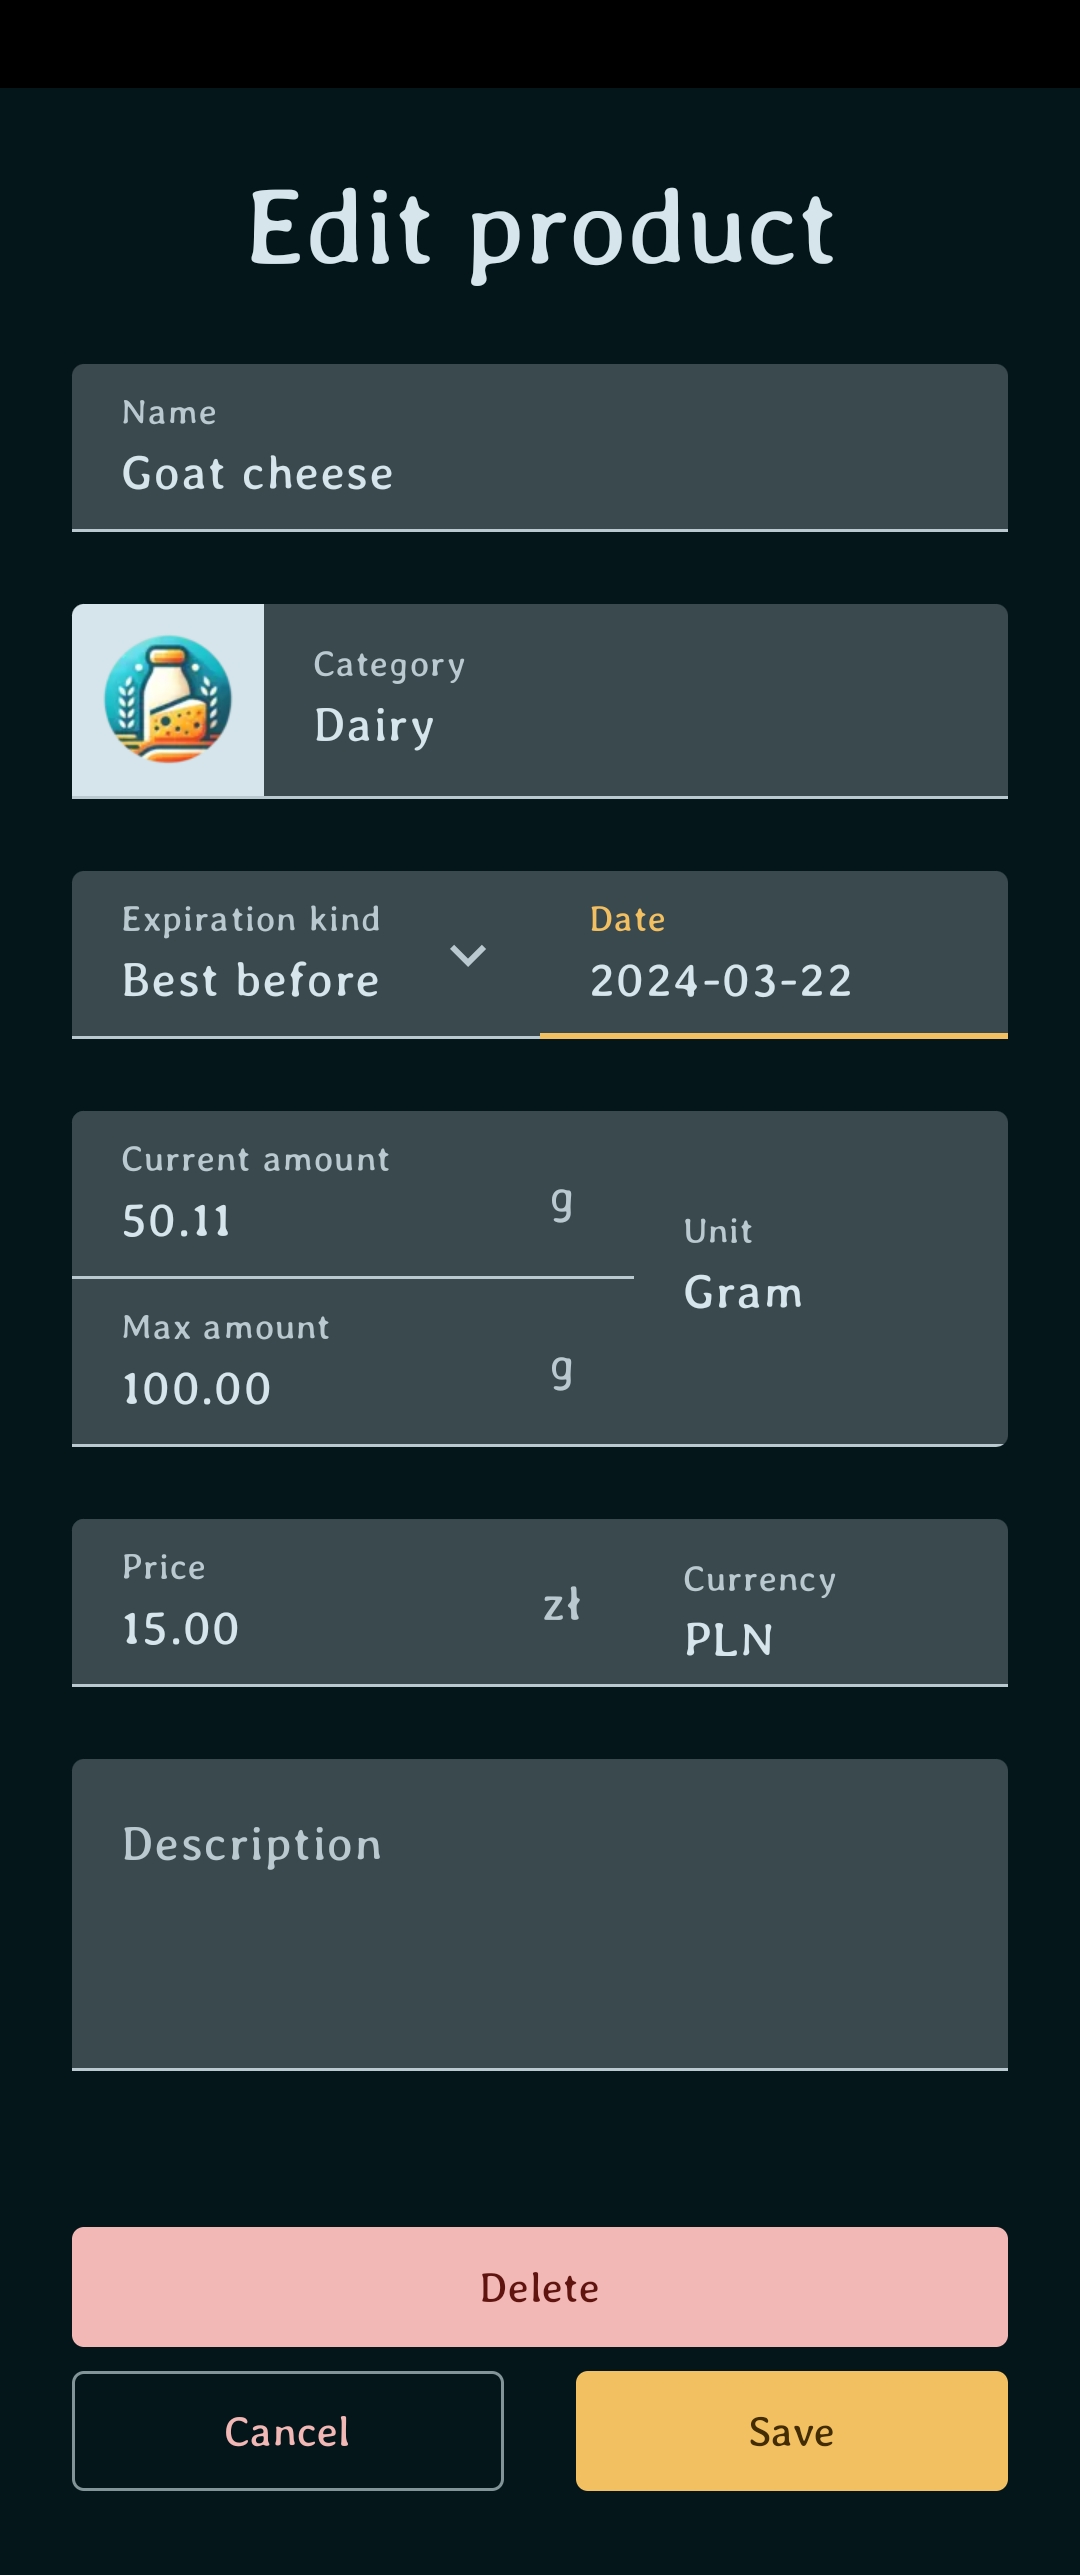 Edit product
Name
Goat cheese
Category
Dairy
Expiration kind
Best before
Date
2024-03-22
Current amount
50.11
g
Max amount
100.00
g
Unit
Gram
Price
15.00
zł
Currency
PLN
Description
Delete
Cancel
Save